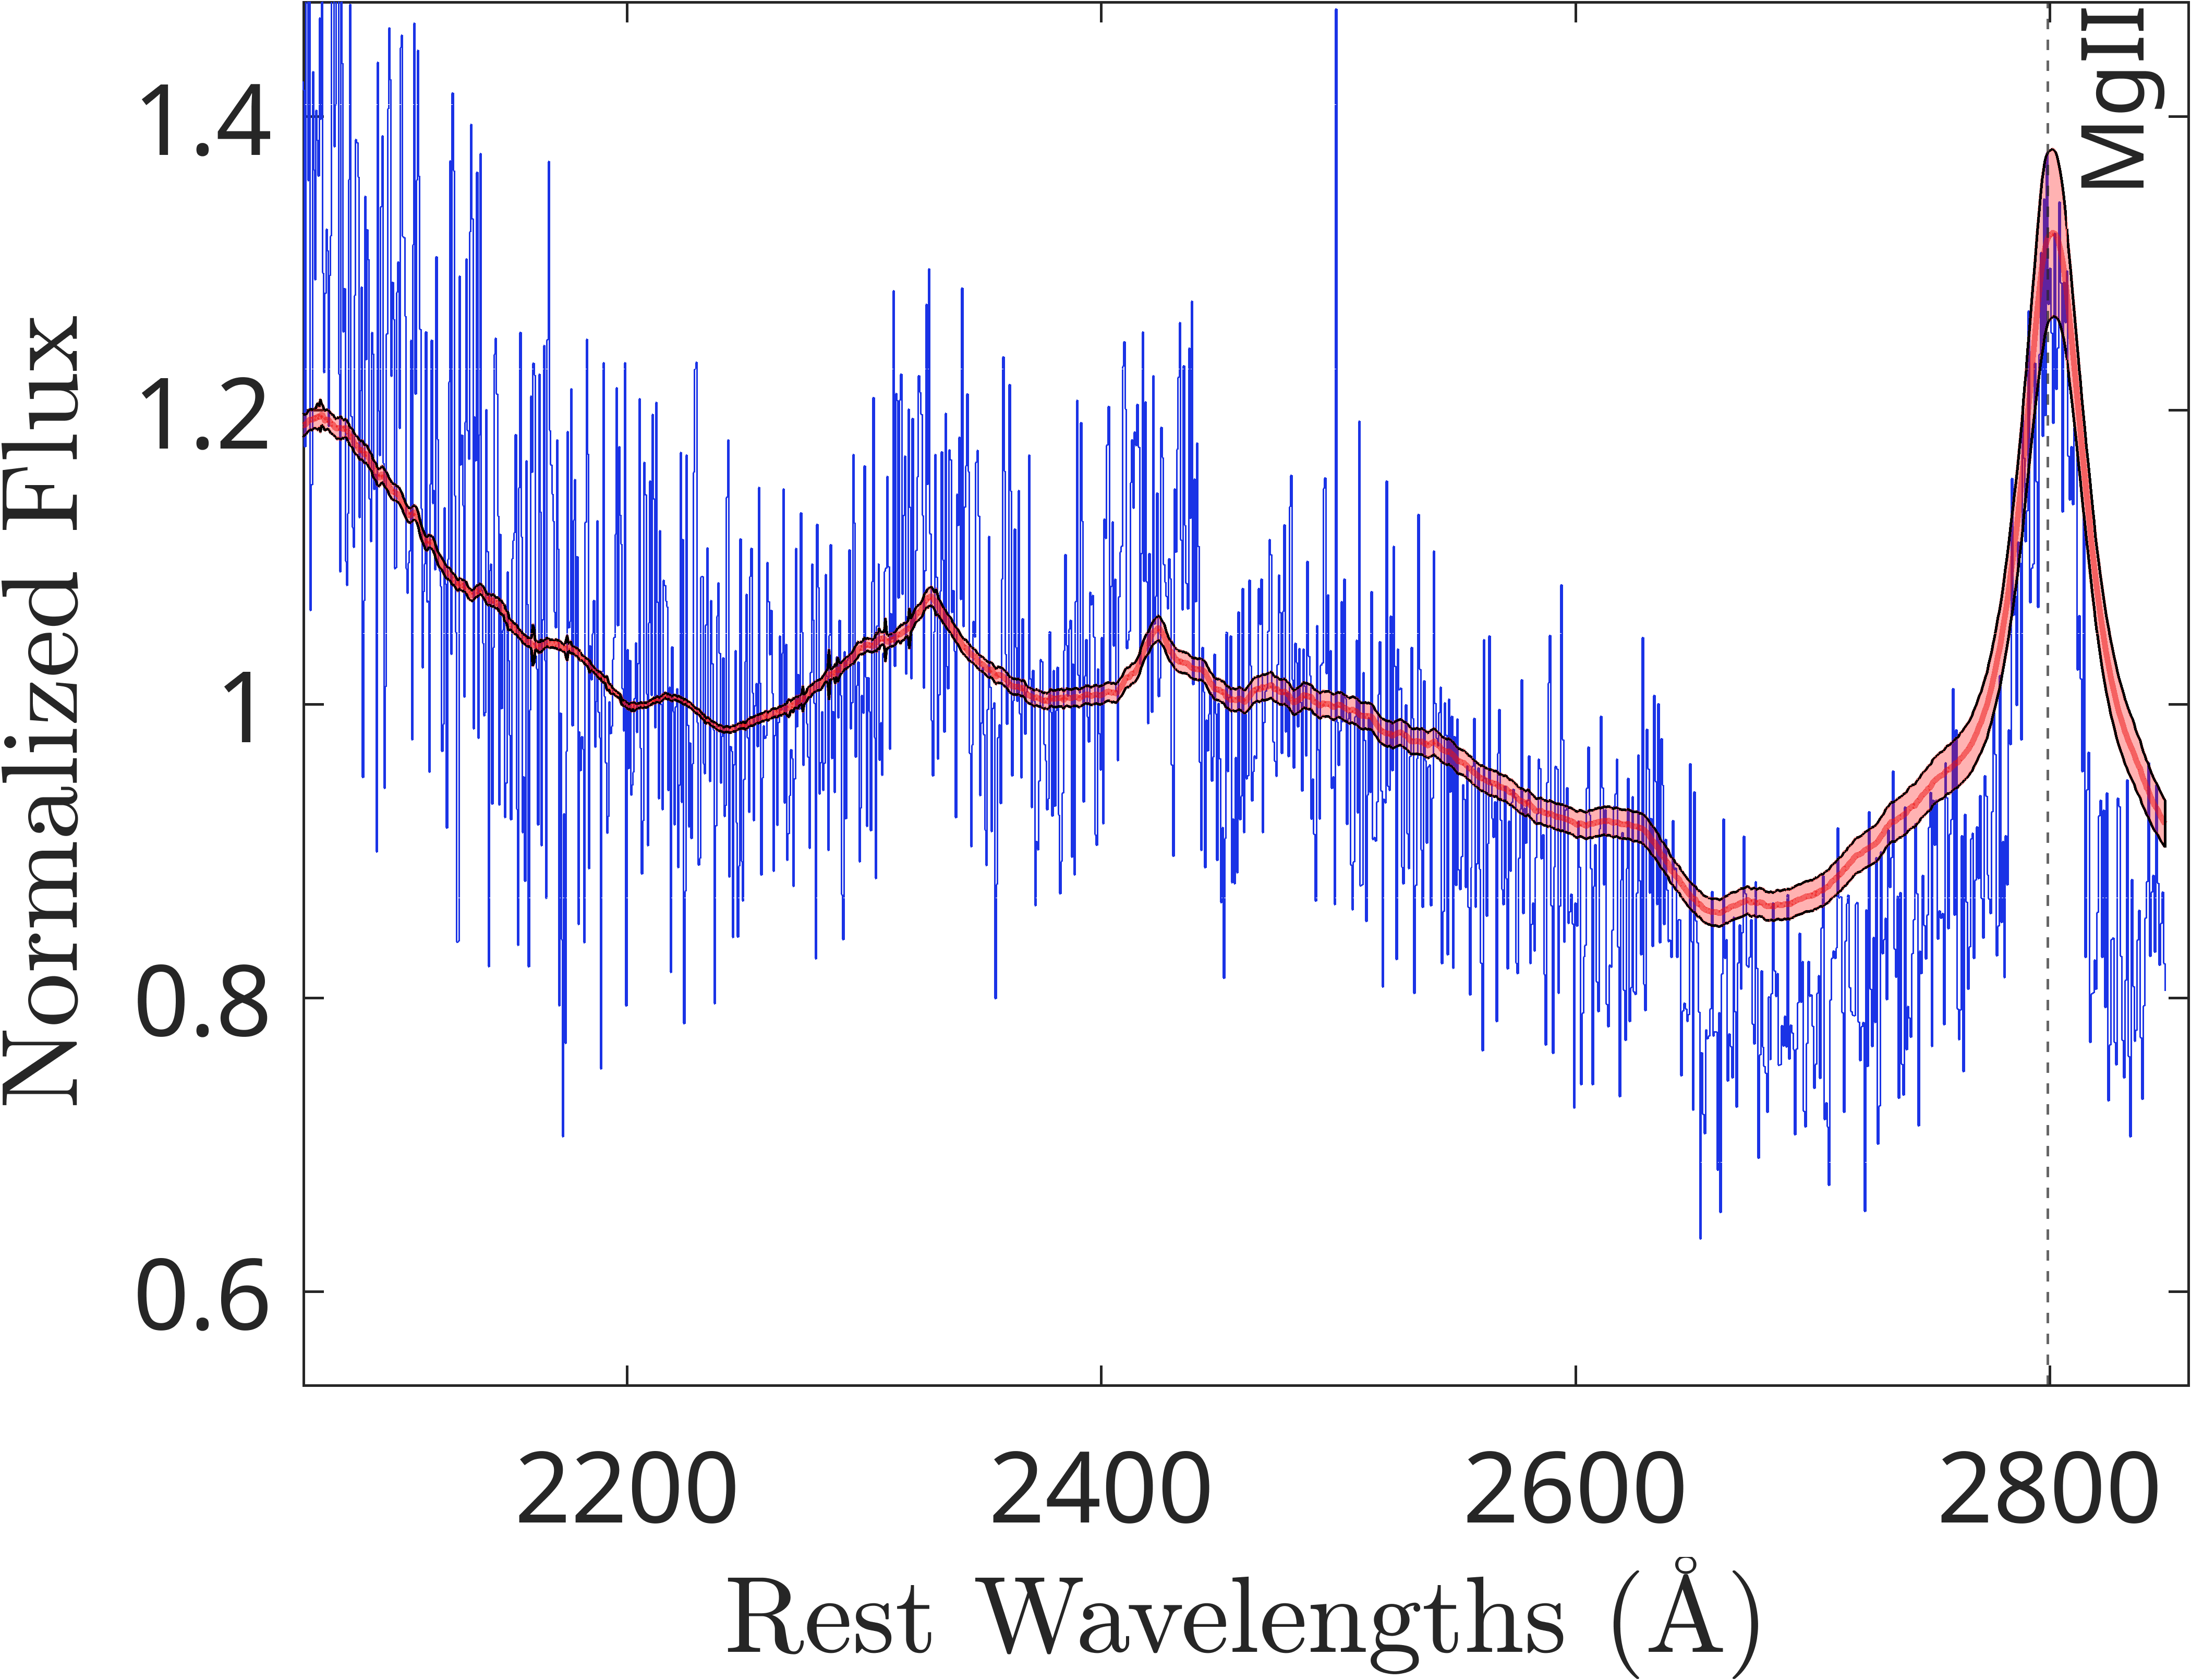 MgII
Normalized Flux
1.4
1.2
1
0.8
0.6
2200 2400 2600 2800
Rest Wavelengths (Å)